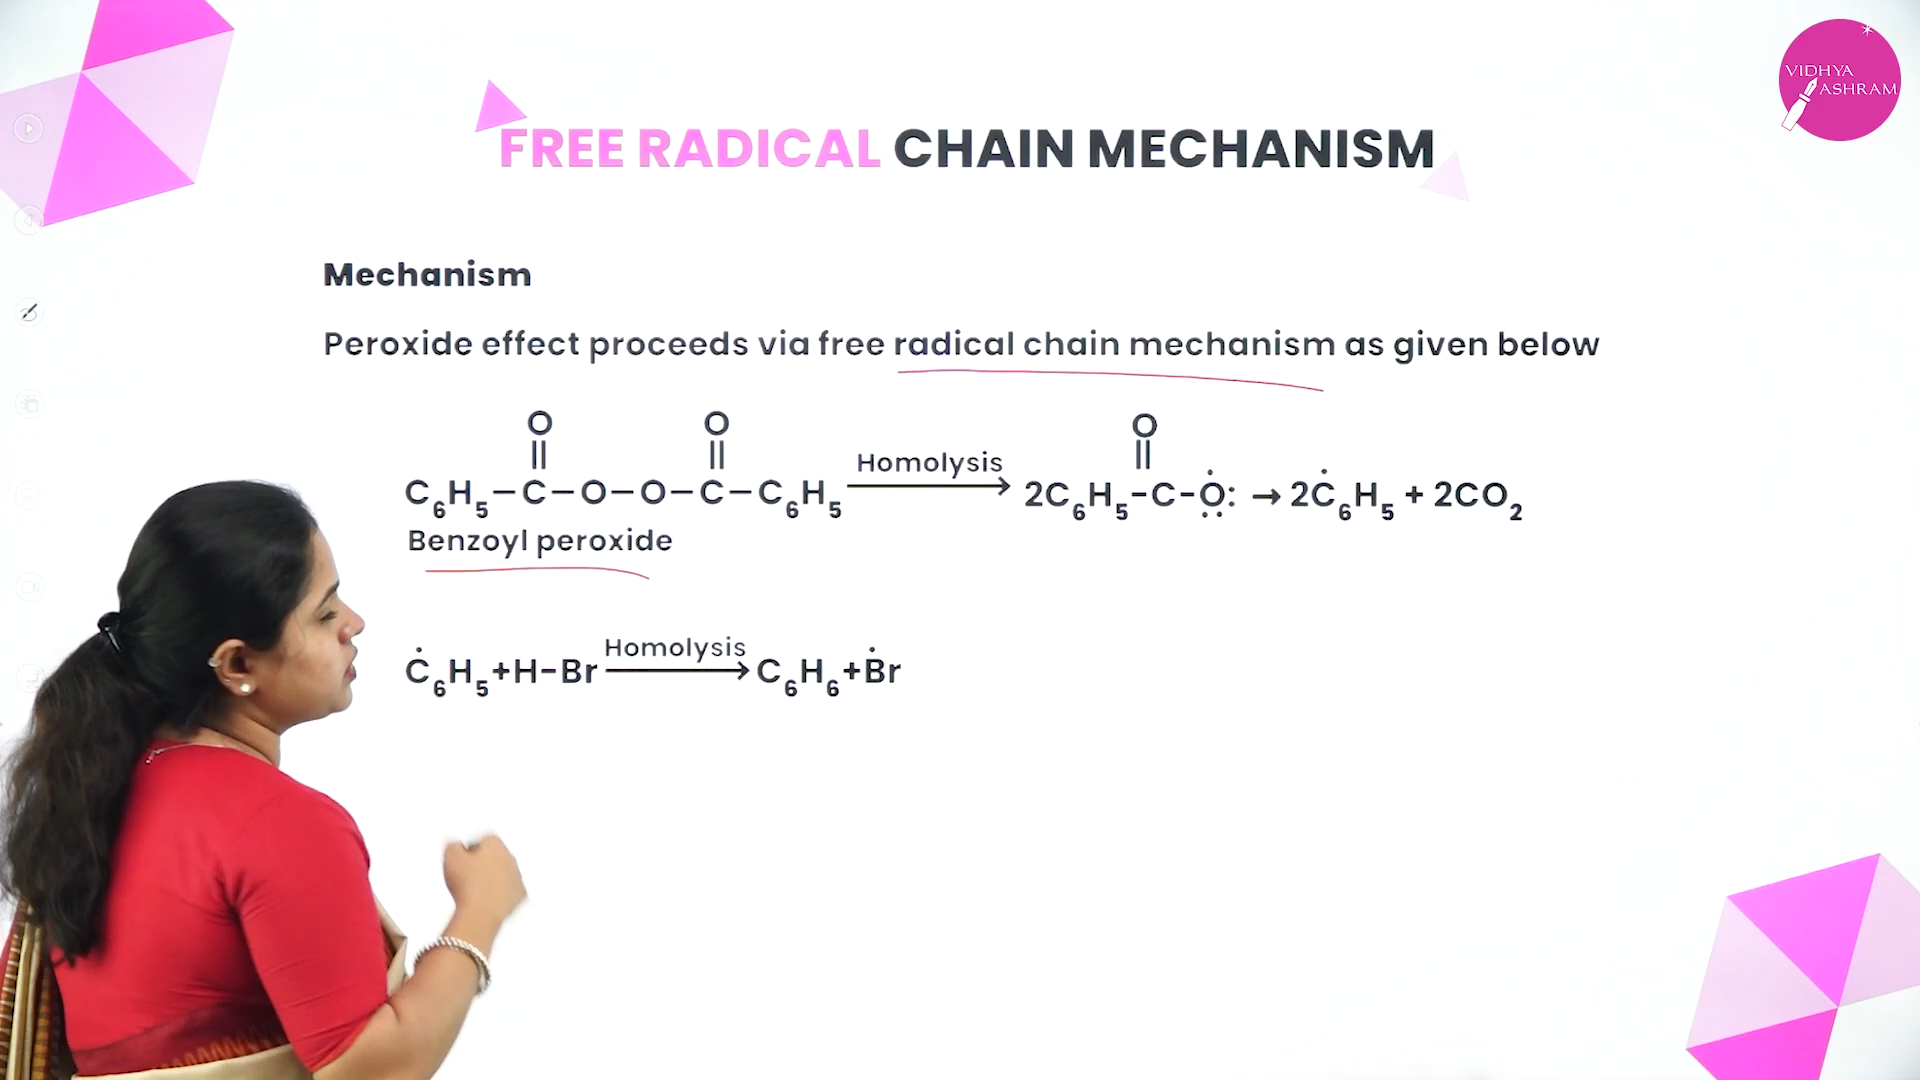 VIDHYA
ASHRAM
FREE RADICAL CHAIN MECHANISM
Mechanism
Peroxide effect proceeds via free radical chain mechanism as given below
O O O
|| || ||
C₆H₅–C–O–O–C–C₆H₅ Homolysis → 2C₆H₅-C-Ȯ: → 2Ċ₆H₅ + 2CO₂
Benzoyl peroxide
Ċ₆H₅+H-Br Homolysis → C₆H₆+Ḃr